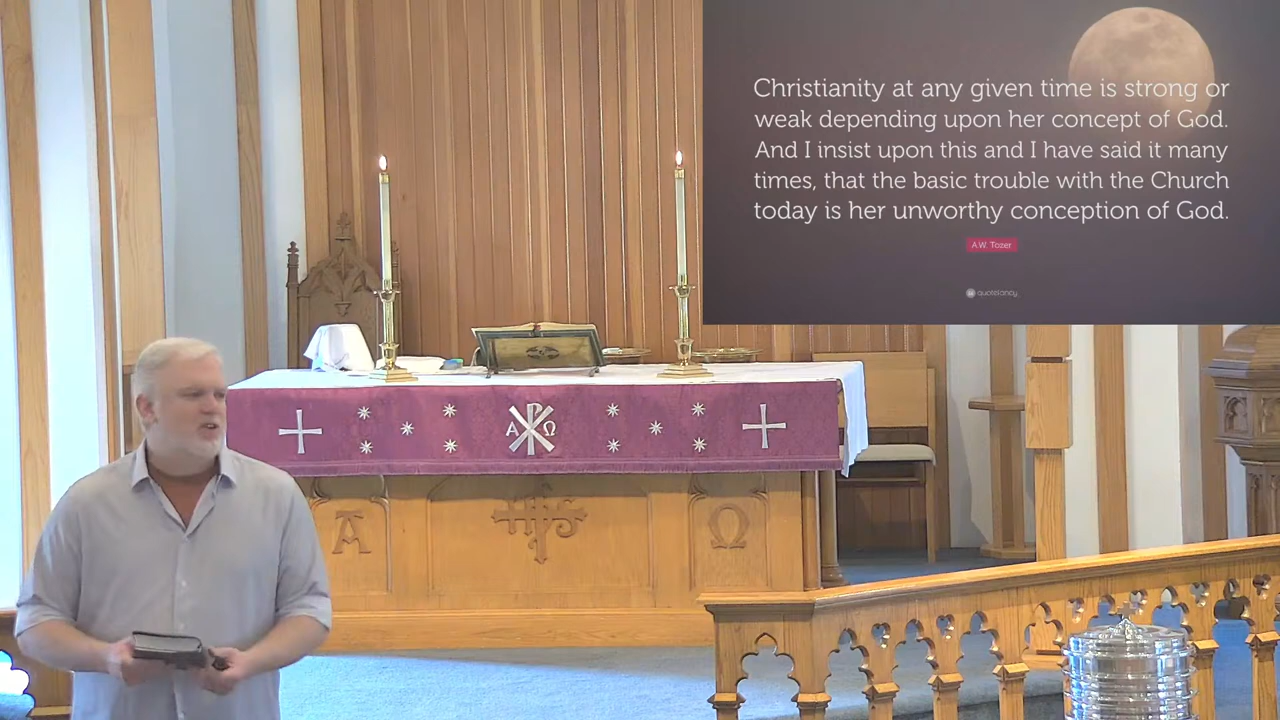 Christianity at any given time is strong or
weak depending upon her concept of God.
And I insist upon this and I have said it many
times, that the basic trouble with the Church
today is her unworthy conception of God.
A.W. Tozer
quotefancy
Α Ρ Ω
Α IHS Ω